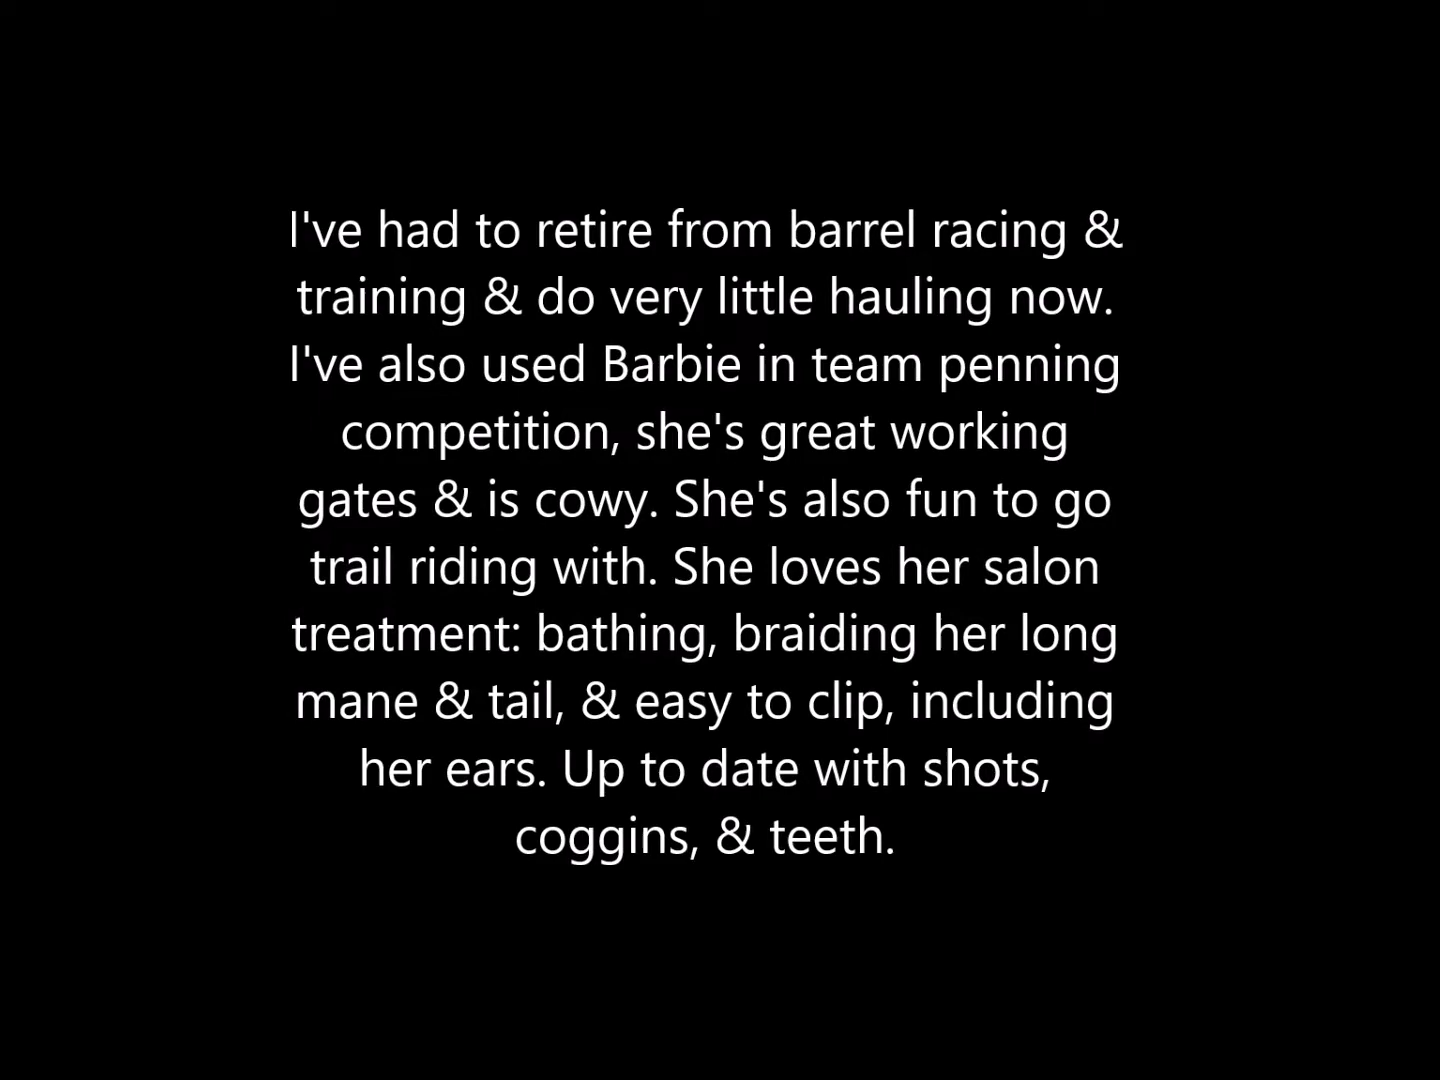 I've had to retire from barrel racing &
training & do very little hauling now.
I've also used Barbie in team penning
competition, she's great working
gates & is cowy. She's also fun to go
trail riding with. She loves her salon
treatment: bathing, braiding her long
mane & tail, & easy to clip, including
her ears. Up to date with shots,
coggins, & teeth.